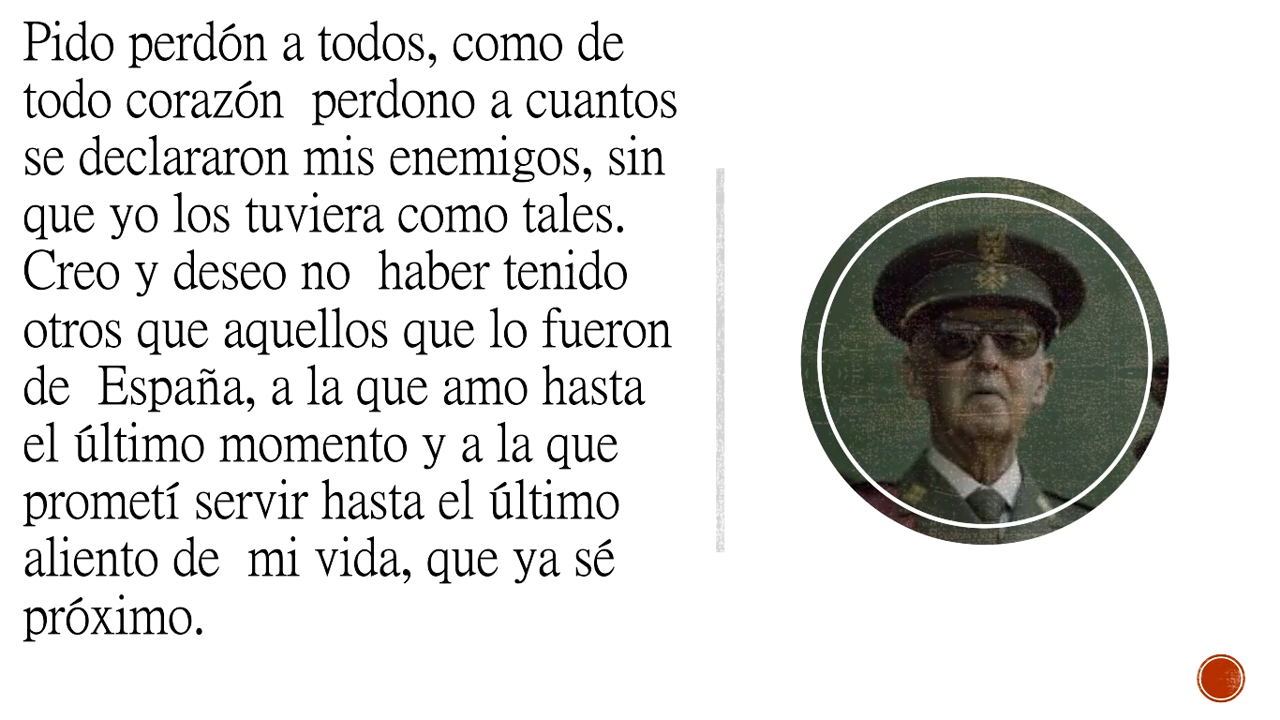 Pido perdón a todos, como de
todo corazón  perdono a cuantos
se declararon mis enemigos, sin
que yo los tuviera como tales.
Creo y deseo no  haber tenido
otros que aquellos que lo fueron
de  España, a la que amo hasta
el último momento y a la que
prometí servir hasta el último
aliento de  mi vida, que ya sé
próximo.